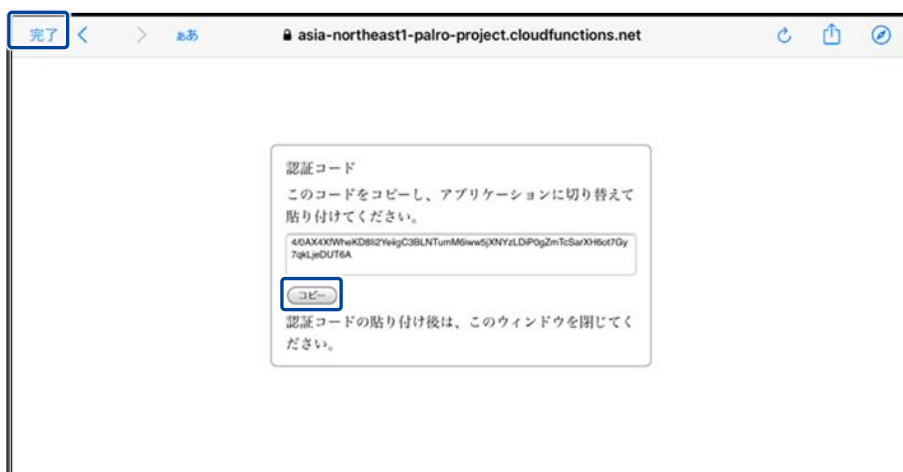 完了 ぁあ asia-northeast1-palro-project.cloudfunctions.net
認証コード
このコードをコピーし、アプリケーションに切り替えて
貼り付けてください。
コピー
認証コードの貼り付け後は、このウィンドウを閉じてく
ださい。